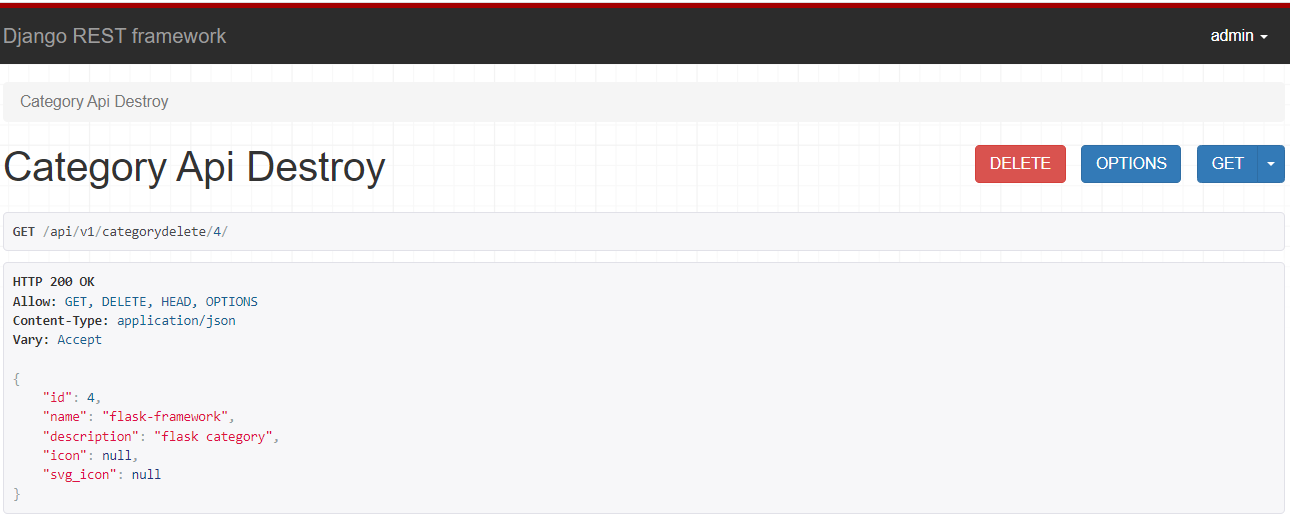 Django REST framework
admin
Category Api Destroy
Category Api Destroy
DELETE
OPTIONS
GET
GET /api/v1/categorydelete/4/
HTTP 200 OK
Allow: GET, DELETE, HEAD, OPTIONS
Content-Type: application/json
Vary: Accept
{
    "id": 4,
    "name": "flask-framework",
    "description": "flask category",
    "icon": null,
    "svg_icon": null
}